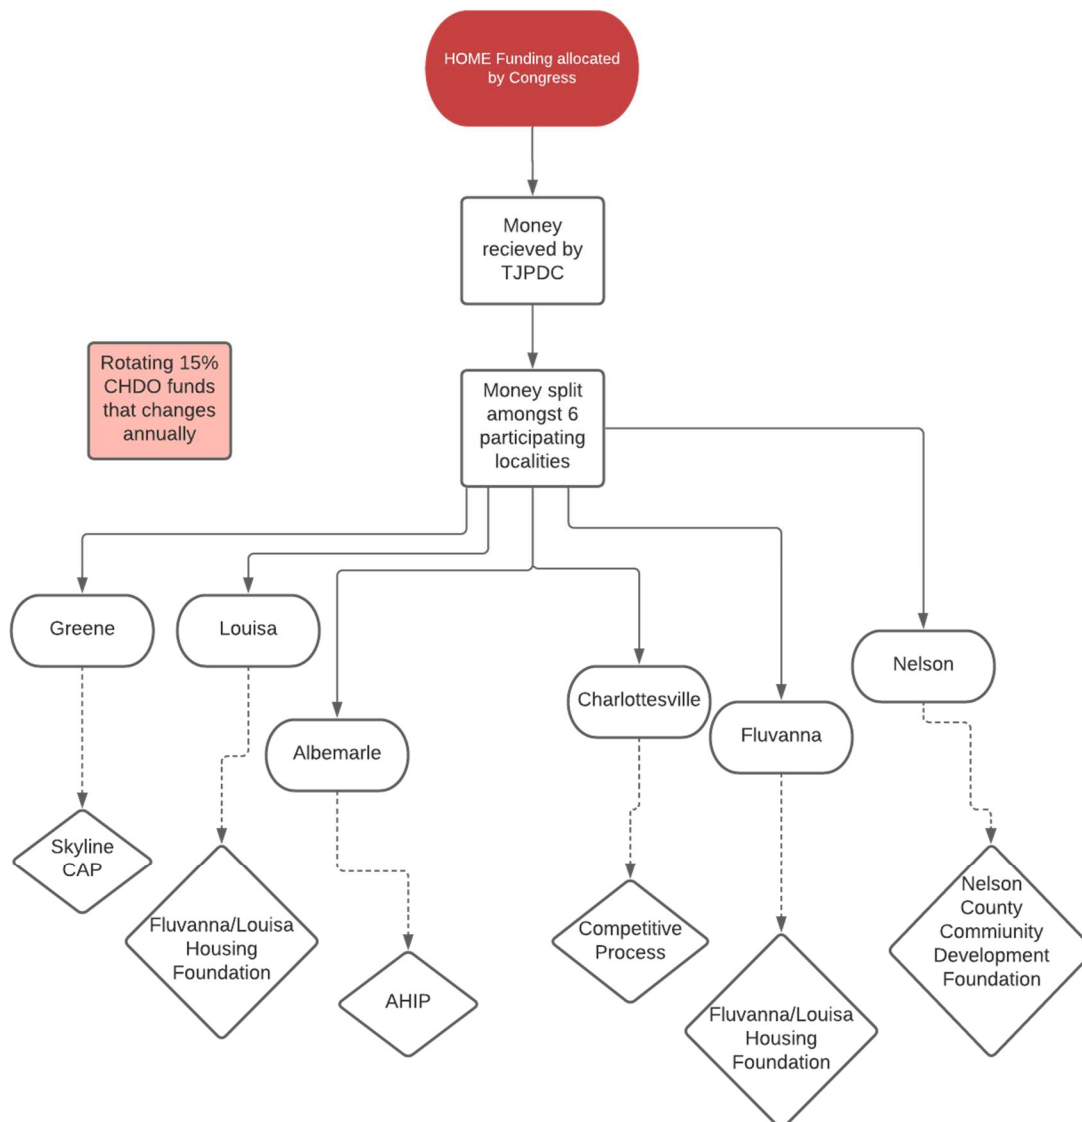 HOME Funding allocated
by Congress
Money
recieved by
TJPDC
Rotating 15%
CHDO funds
that changes
annually
Money split
amongst 6
participating
localities
Greene
Louisa
Albemarle
Charlottesville
Fluvanna
Nelson
Skyline
CAP
Fluvanna/Louisa
Housing
Foundation
AHIP
Competitive
Process
Fluvanna/Louisa
Housing
Foundation
Nelson
County
Commiunity
Development
Foundation